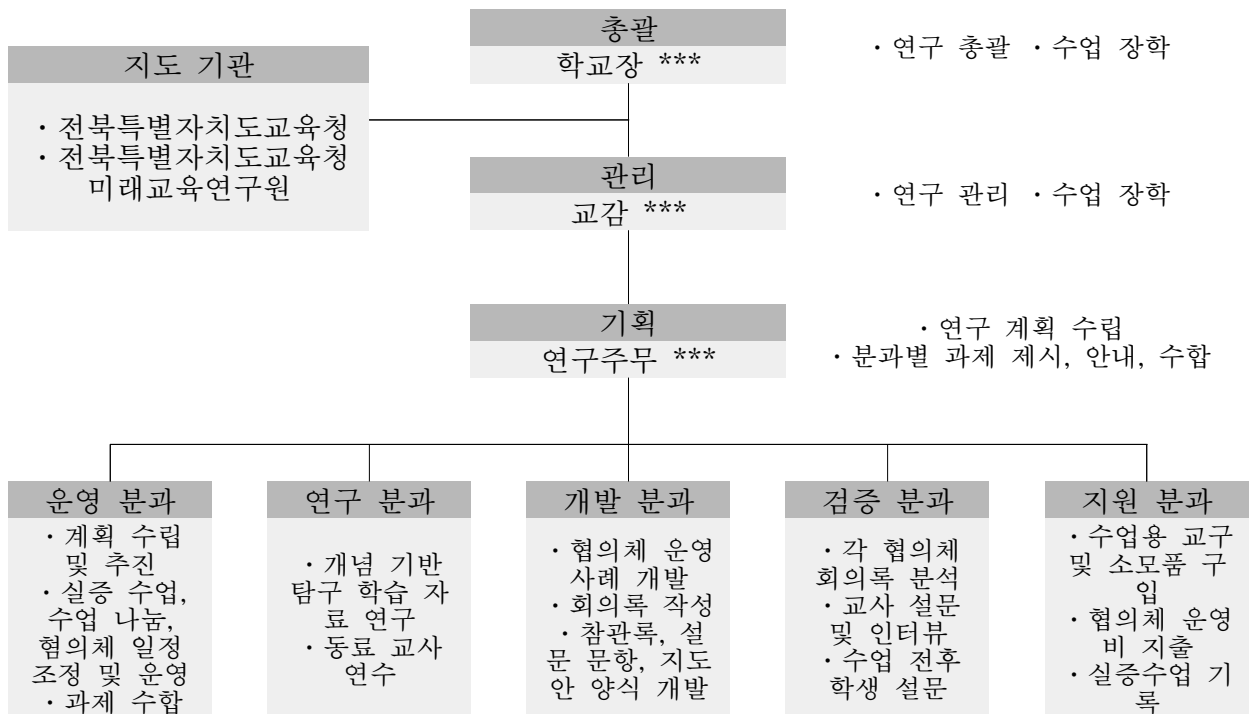 총괄
학교장 ***
· 연구 총괄 · 수업 장학
지도 기관
· 전북특별자치도교육청
· 전북특별자치도교육청
미래교육연구원
관리
교감 ***
· 연구 관리 · 수업 장학
기획
연구주무 ***
· 연구 계획 수립
· 분과별 과제 제시, 안내, 수합
운영 분과
· 계획 수립
및 추진
· 실증 수업,
수업 나눔,
혐의체 일정
조정 및 운영
· 과제 수합
연구 분과
· 개념 기반
탐구 학습 자
료 연구
· 동료 교사
연수
개발 분과
· 협의체 운영
사례 개발
· 회의록 작성
· 참관록, 설
문 문항, 지도
안 양식 개발
검증 분과
· 각 협의체
회의록 분석
· 교사 설문
및 인터뷰
· 수업 전후
학생 설문
지원 분과
· 수업용 교구
및 소모품 구
입
· 협의체 운영
비 지출
· 실증수업 기
록